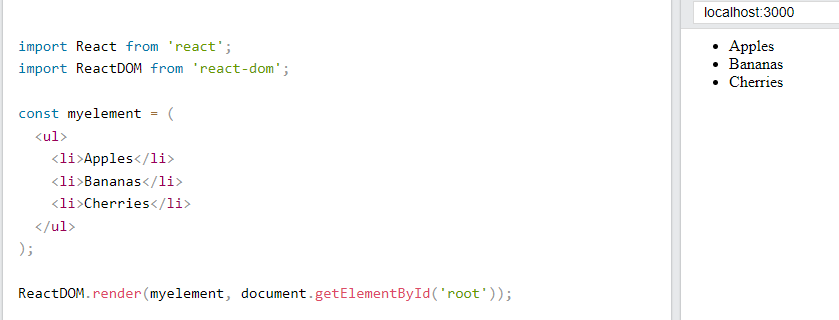 import React from 'react';
import ReactDOM from 'react-dom';
const myelement = (
<ul>
<li>Apples</li>
<li>Bananas</li>
<li>Cherries</li>
</ul>
);
ReactDOM.render(myelement, document.getElementById('root'));
localhost:3000
Apples
Bananas
Cherries